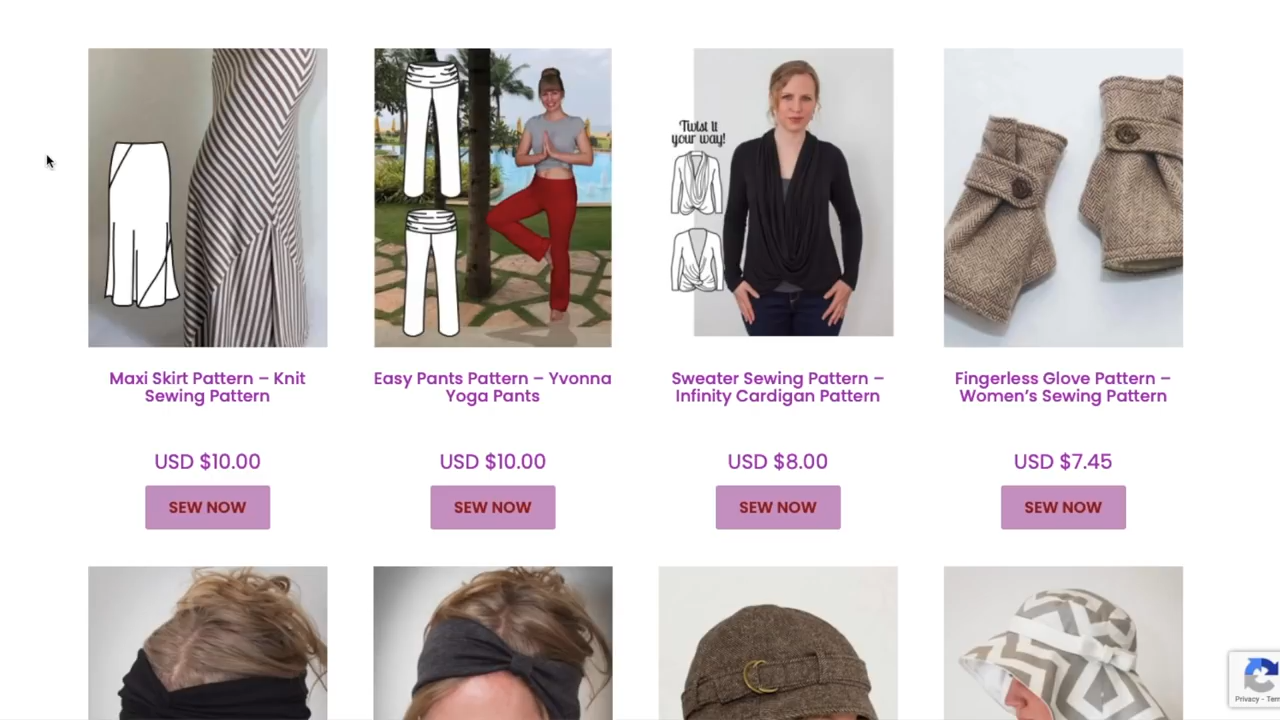 Twist it
your way!
Maxi Skirt Pattern – Knit
Sewing Pattern
Easy Pants Pattern – Yvonna
Yoga Pants
Sweater Sewing Pattern –
Infinity Cardigan Pattern
Fingerless Glove Pattern –
Women’s Sewing Pattern
USD $10.00
USD $10.00
USD $8.00
USD $7.45
SEW NOW
SEW NOW
SEW NOW
SEW NOW
Privacy -